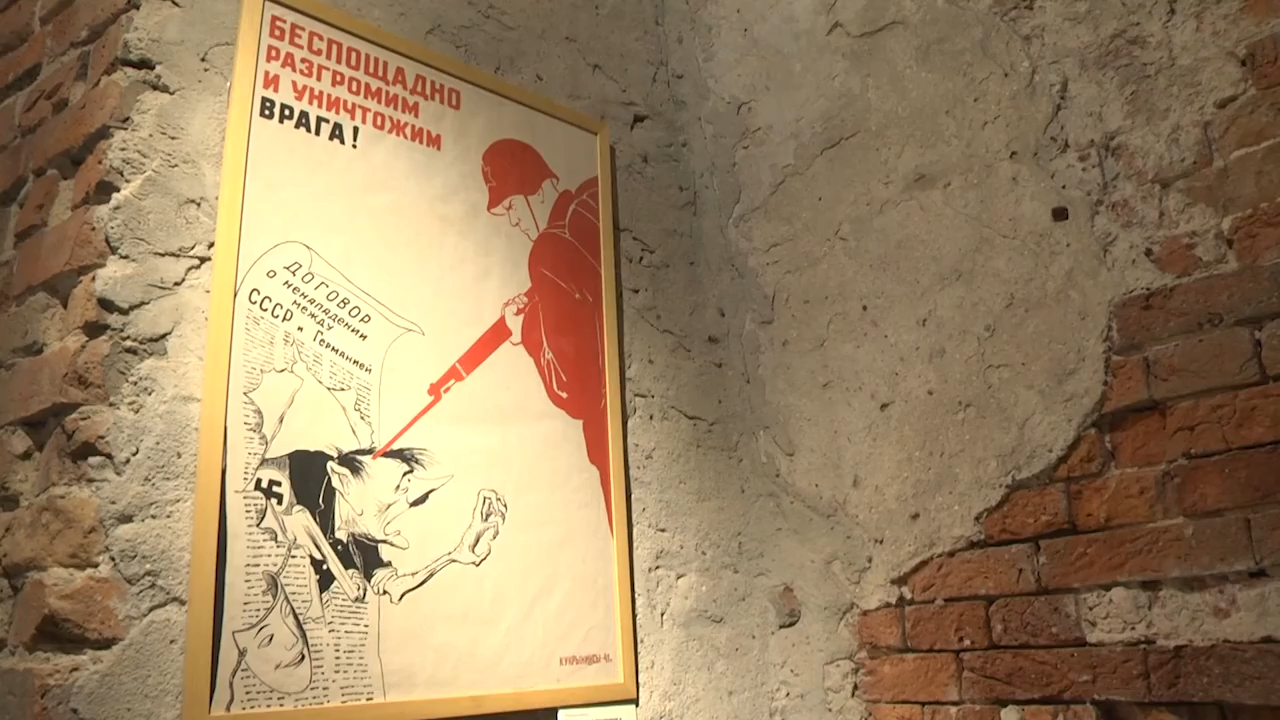 БЕСПОЩАДНО
РАЗГРОМИМ
И УНИЧТОЖИМ
ВРАГА!
ДОГОВОР
О НЕНАПАДЕНИИ
МЕЖДУ
СССР и ГЕРМАНИЕЙ
КУКРЫНИКСЫ-41.